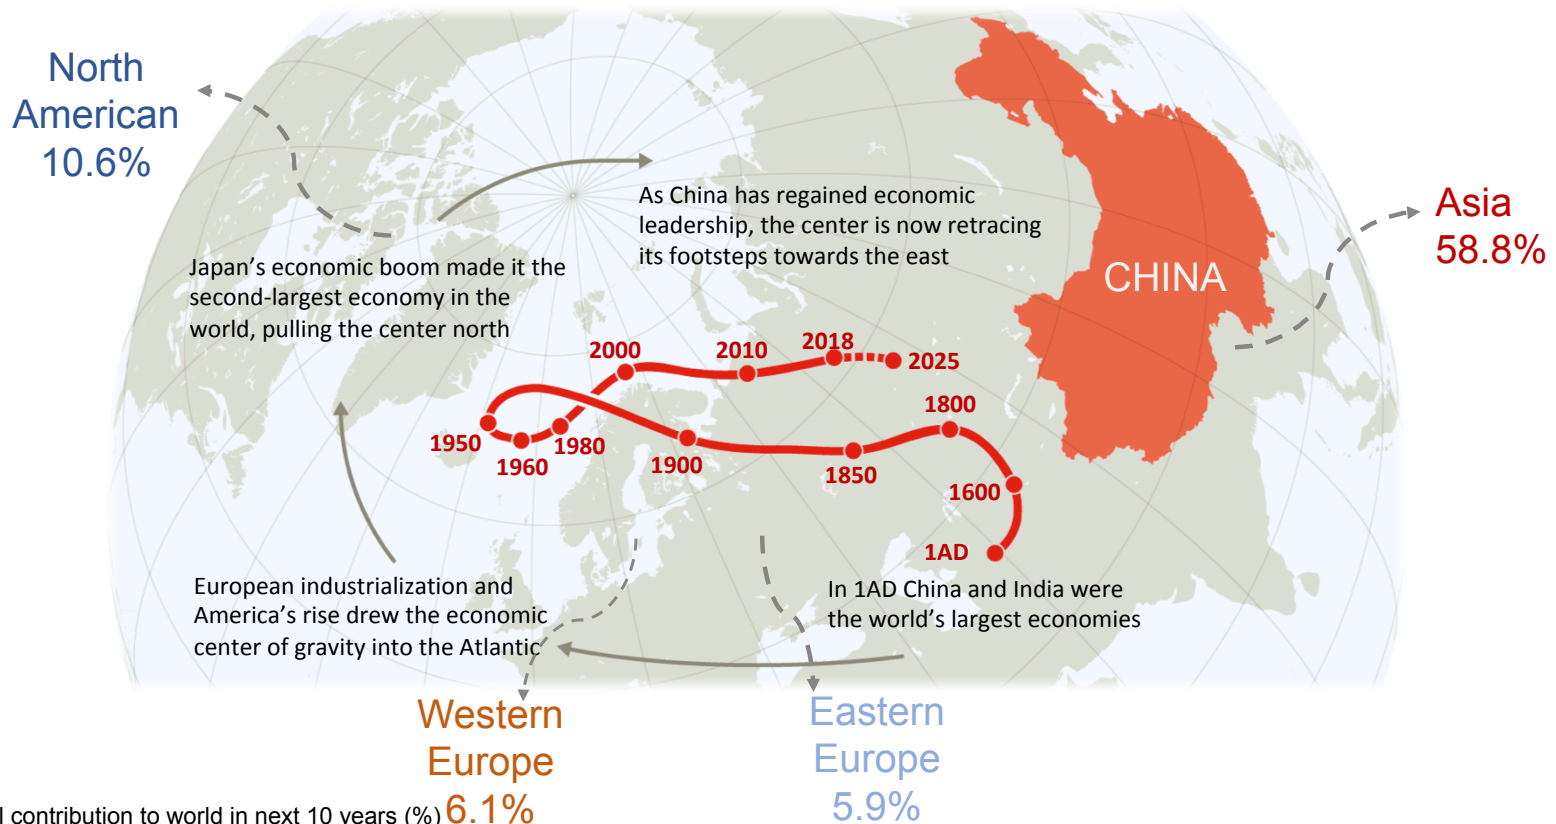 North
American
10.6%
As China has regained economic
leadership, the center is now retracing
its footsteps towards the east
Asia
58.8%
CHINA
Japan's economic boom made it the
second-largest economy in the
world, pulling the center north
2000
2010
2018
2025
1950
1960
1980
1900
1850
1800
1600
1AD
European industrialization and
America's rise drew the economic
center of gravity into the Atlantic
In 1AD China and India were
the world's largest economies
Western
Europe
6.1%
Eastern
Europe
5.9%
contribution to world in next 10 years (%)